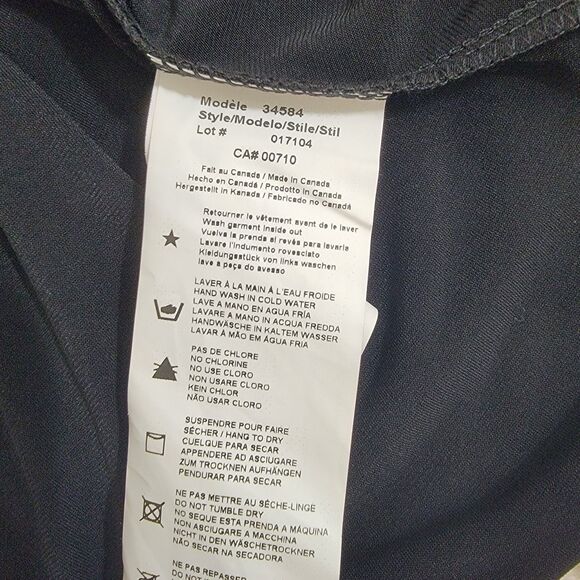 Modèle 34584
Style/Modelo/Stile/Stil
Lot # 017104
CA# 00710
Fait au Canada / Made in Canada
Hecho en Canadá / Prodotto in Canada
Hergestellt in Kanada / Fabricado no Canadá
Retourner le vêtement avant de le laver
Wash garment inside out
Vuelva la prenda al revés para lavarla
Lavare l'indumento rovesciato
Kleidungsstück von links waschen
lave a peça do avesso
LAVER À LA MAIN À L'EAU FROIDE
HAND WASH IN COLD WATER
LAVE A MANO EN AGUA FRÍA
LAVARE A MANO IN ACQUA FREDDA
HANDWÄSCHE IN KALTEM WASSER
LAVAR À MÃO EM ÁGUA FRIA
PAS DE CHLORE
NO CHLORINE
NO USE CLORO
NON USARE CLORO
KEIN CHLOR
NÃO USAR CLORO
SUSPENDRE POUR FAIRE
SÉCHER / HANG TO DRY
CUELGUE PARA SECAR
APPENDERE AD ASCIUGARE
ZUM TROCKNEN AUFHÄNGEN
PENDURAR PARA SECAR
NE PAS METTRE AU SÈCHE-LINGE
DO NOT TUMBLE DRY
NO SEQUE ESTA PRENDA A MÁQUINA
NON ASCIUGARE A MACCHINA
NICHT IN DEN WÄSCHETROCKNER
NÃO SECAR NA SECADORA
NE PAS REPASSER
DO NOT